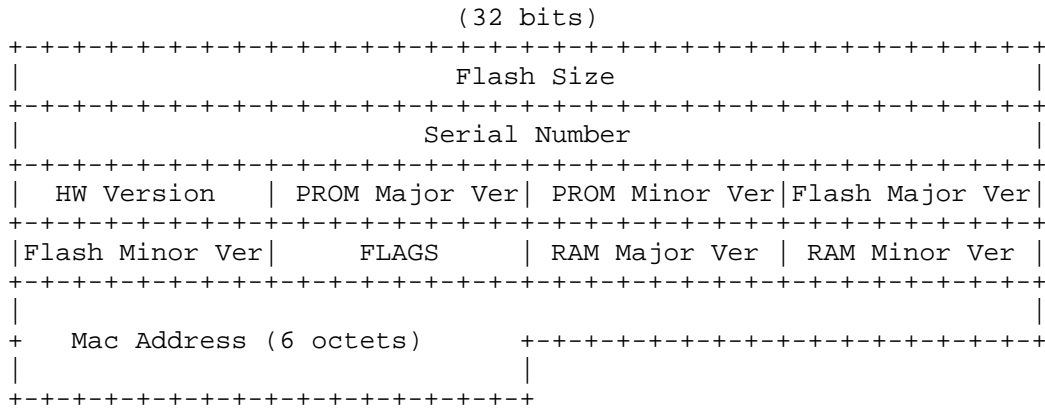 (32 bits)
+-+-+-+-+-+-+-+-+-+-+-+-+-+-+-+-+-+-+-+-+-+-+-+-+-+-+-+-+-+-+-+-+
| Flash Size |
+-+-+-+-+-+-+-+-+-+-+-+-+-+-+-+-+-+-+-+-+-+-+-+-+-+-+-+-+-+-+-+-+
| Serial Number |
+-+-+-+-+-+-+-+-+-+-+-+-+-+-+-+-+-+-+-+-+-+-+-+-+-+-+-+-+-+-+-+-+
| HW Version | PROM Major Ver| PROM Minor Ver|Flash Major Ver|
+-+-+-+-+-+-+-+-+-+-+-+-+-+-+-+-+-+-+-+-+-+-+-+-+-+-+-+-+-+-+-+-+
|Flash Minor Ver| FLAGS | RAM Major Ver | RAM Minor Ver |
+-+-+-+-+-+-+-+-+-+-+-+-+-+-+-+-+-+-+-+-+-+-+-+-+-+-+-+-+-+-+-+-+
| |
+ Mac Address (6 octets) +-+-+-+-+-+-+-+-+-+-+-+-+-+-+-+-+
| |
+-+-+-+-+-+-+-+-+-+-+-+-+-+-+-+-+